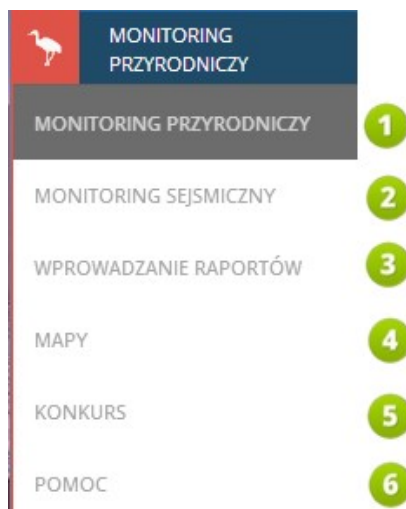 MONITORING
PRZYRODNICZY
MONITORING PRZYRODNICZY 1
MONITORING SEJSMICZNY 2
WPROWADZANIE RAPORTÓW 3
MAPY 4
KONKURS 5
POMOC 6